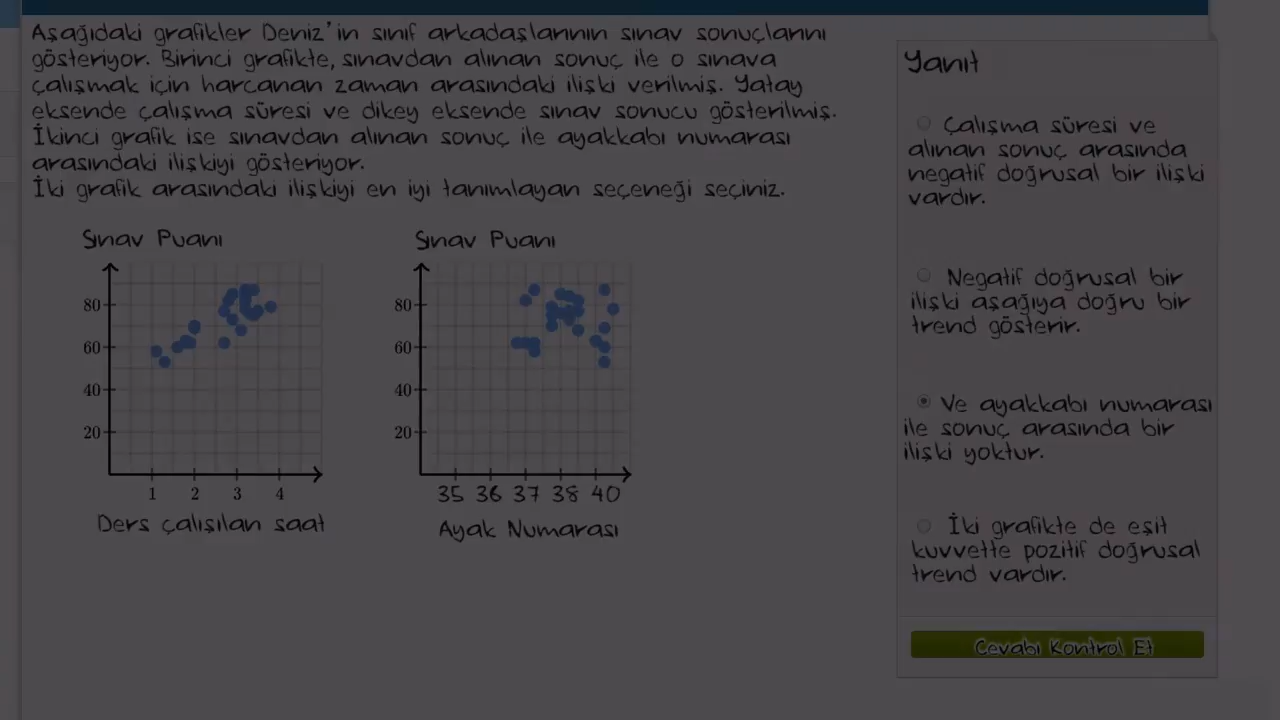 Aşağıdaki grafikler Deniz'in sınıf arkadaşlarının sınav sonuçlarını
gösteriyor. Birinci grafikte, sınavdan alınan sonuç ile o sınava
çalışmak için harcanan zaman arasındaki ilişki verilmiş. Yatay
eksende çalışma süresi ve dikey eksende sınav sonucu gösterilmiş.
İkinci grafik ise sınavdan alınan sonuç ile ayakkabı numarası
arasındaki ilişkiyi gösteriyor.
İki grafik arasındaki ilişkiyi en iyi tanımlayan seçeneği seçiniz.
Sınav Puanı
80
60
40
20
1 2 3 4
Ders çalışılan saat
Sınav Puanı
80
60
40
20
35 36 37 38 40
Ayak Numarası
Yanıt
Çalışma süresi ve
alınan sonuç arasında
negatif doğrusal bir ilişki
vardır.
Negatif doğrusal bir
ilişki aşağıya doğru bir
trend gösterir.
Ve ayakkabı numarası
ile sonuç arasında bir
ilişki yoktur.
İki grafikte de eşit
kuvvette pozitif doğrusal
trend vardır.
Cevabı Kontrol Et